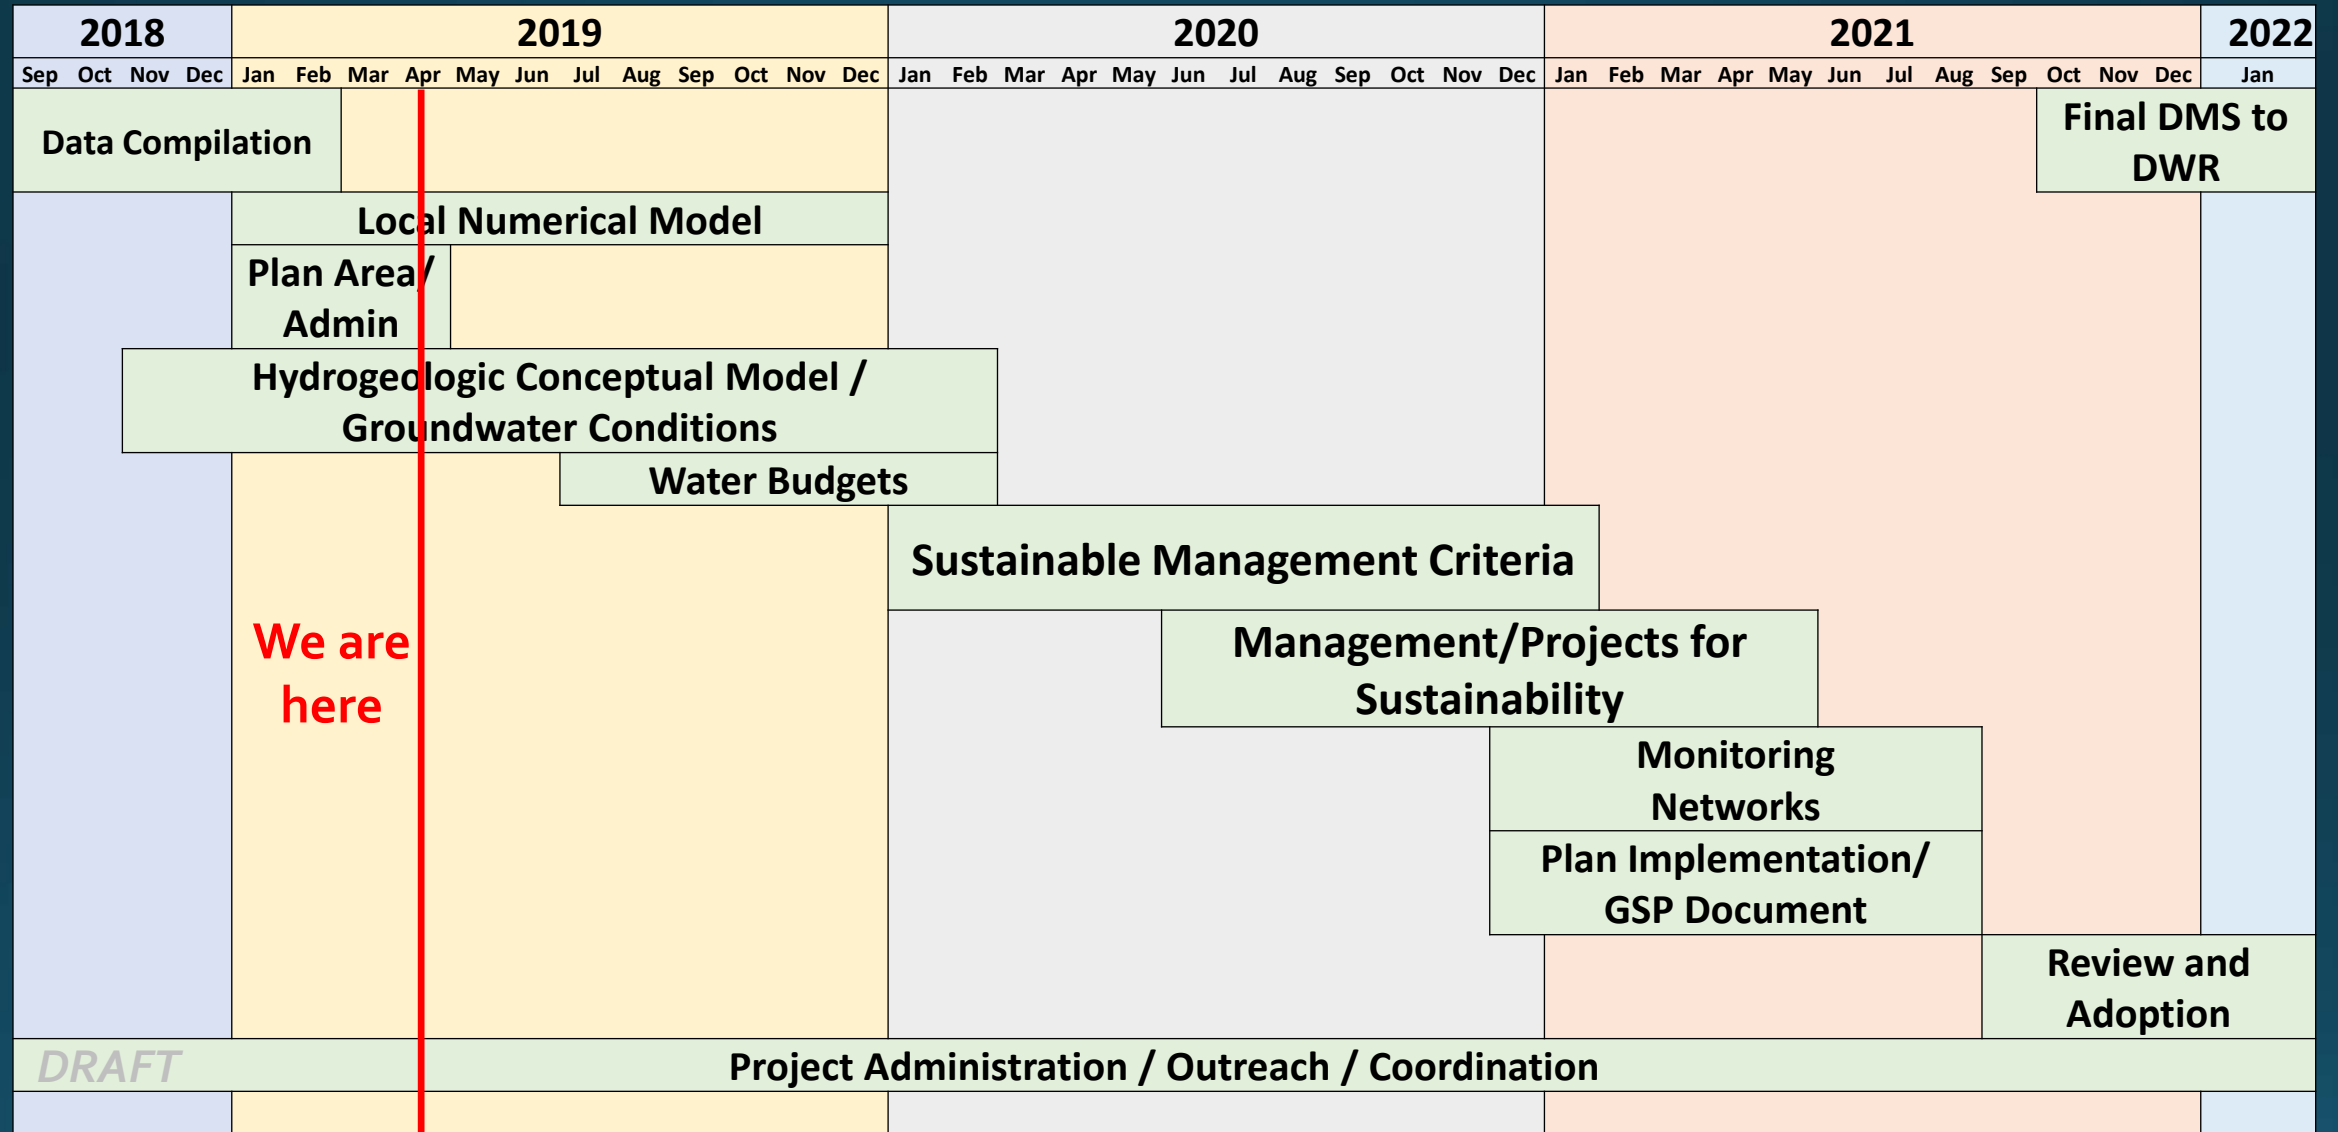 2018 2019 2020 2021 2022
Sep Oct Nov Dec Jan Feb Mar Apr May Jun Jul Aug Sep Oct Nov Dec Jan Feb Mar Apr May Jun Jul Aug Sep Oct Nov Dec Jan Feb Mar Apr May Jun Jul Aug Sep Oct Nov Dec Jan
Data Compilation
Final DMS to
DWR
Local Numerical Model
Plan Area/
Admin
Hydrogeologic Conceptual Model /
Groundwater Conditions
Water Budgets
Sustainable Management Criteria
We are
here
Management/Projects for
Sustainability
Monitoring
Networks
Plan Implementation/
GSP Document
Review and
Adoption
DRAFT
Project Administration / Outreach / Coordination